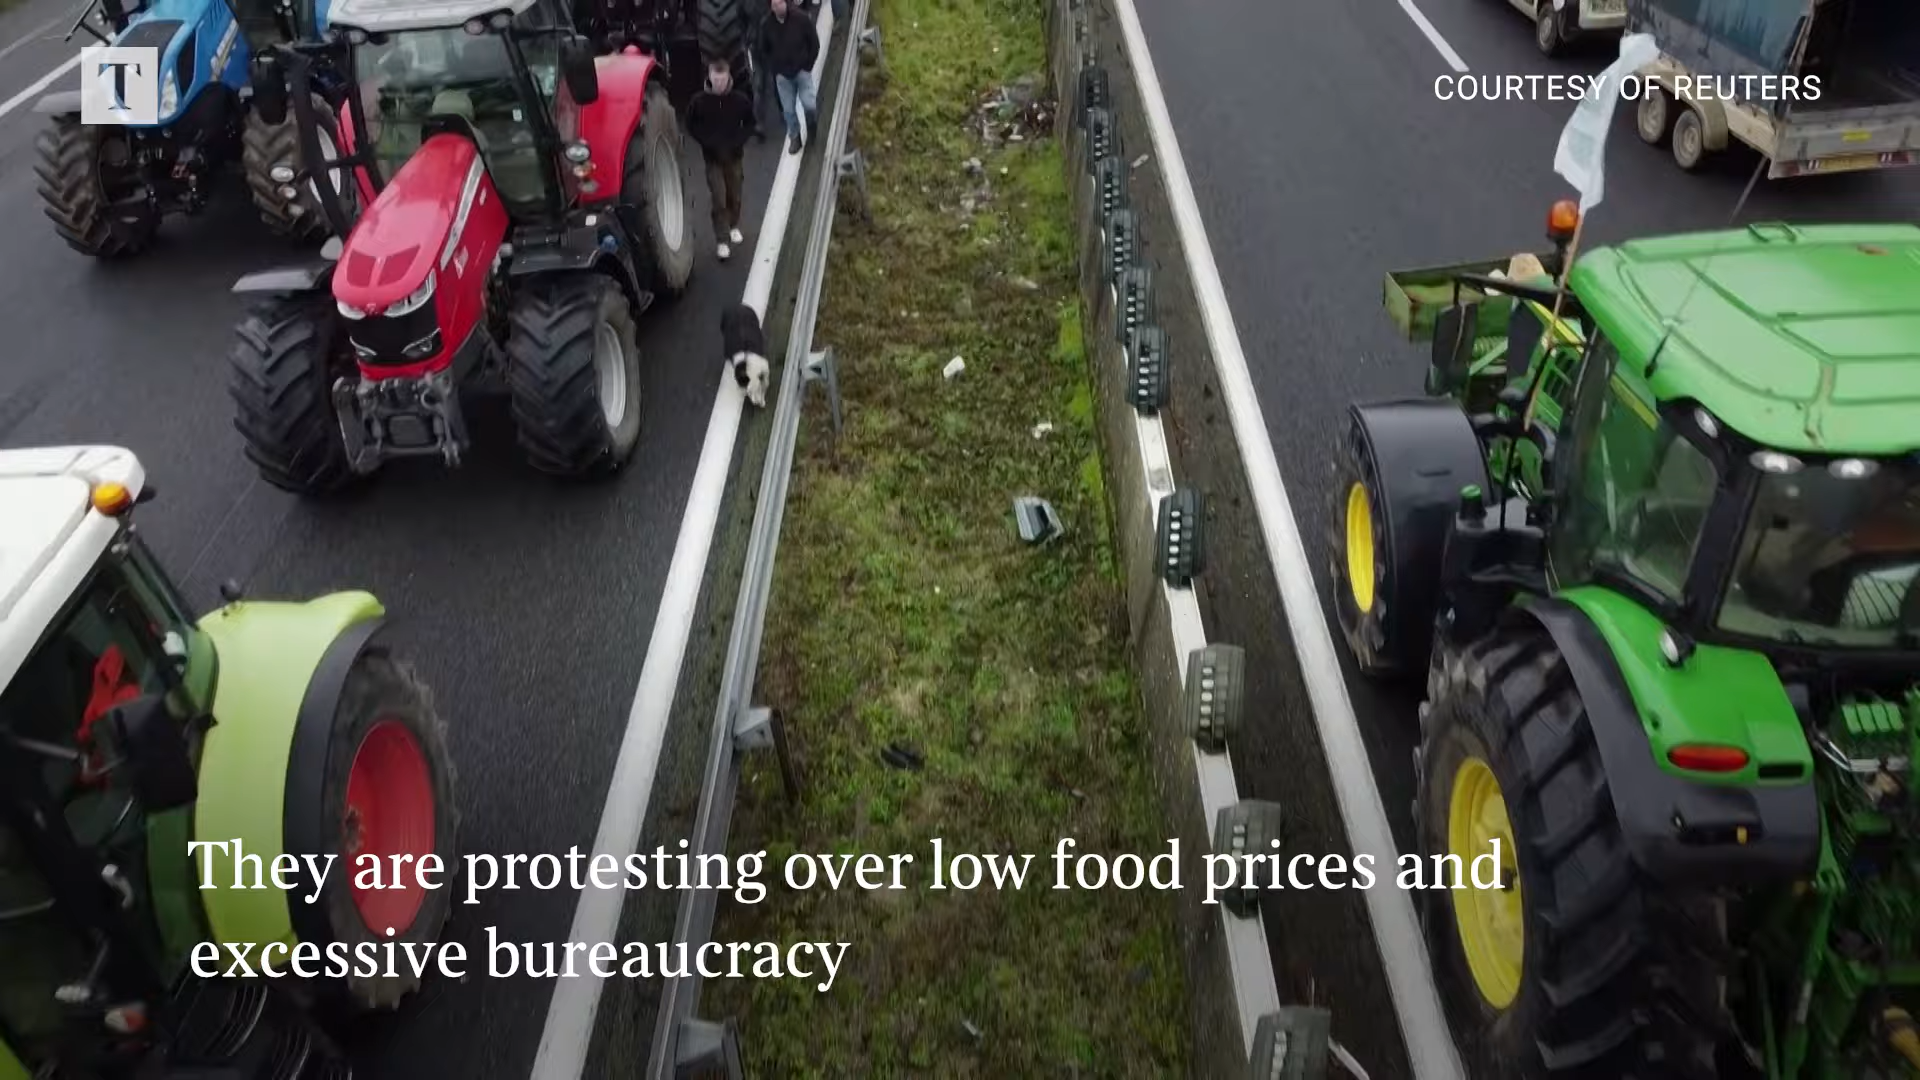 T
COURTESY OF REUTERS
They are protesting over low food prices and
excessive bureaucracy